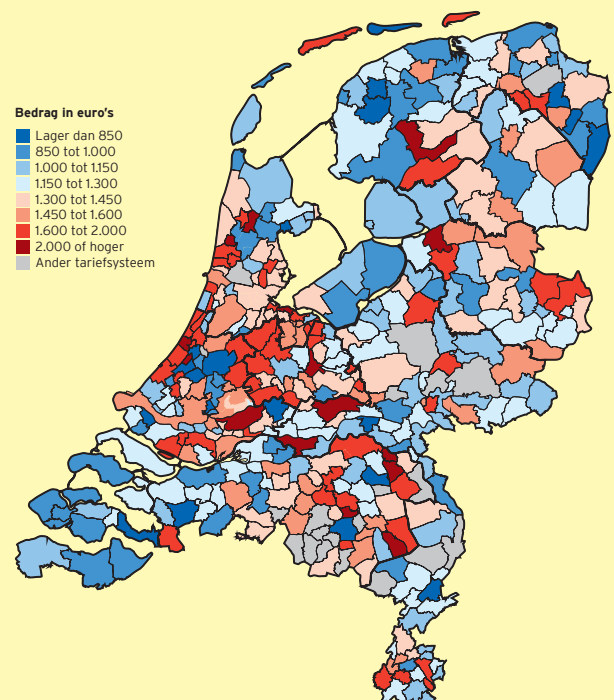 Bedrag in euro's
Lager dan 850
850 tot 1.000
1.000 tot 1.150
1.150 tot 1.300
1.300 tot 1.450
1.450 tot 1.600
1.600 tot 2.000
2.000 of hoger
Ander tariefsysteem